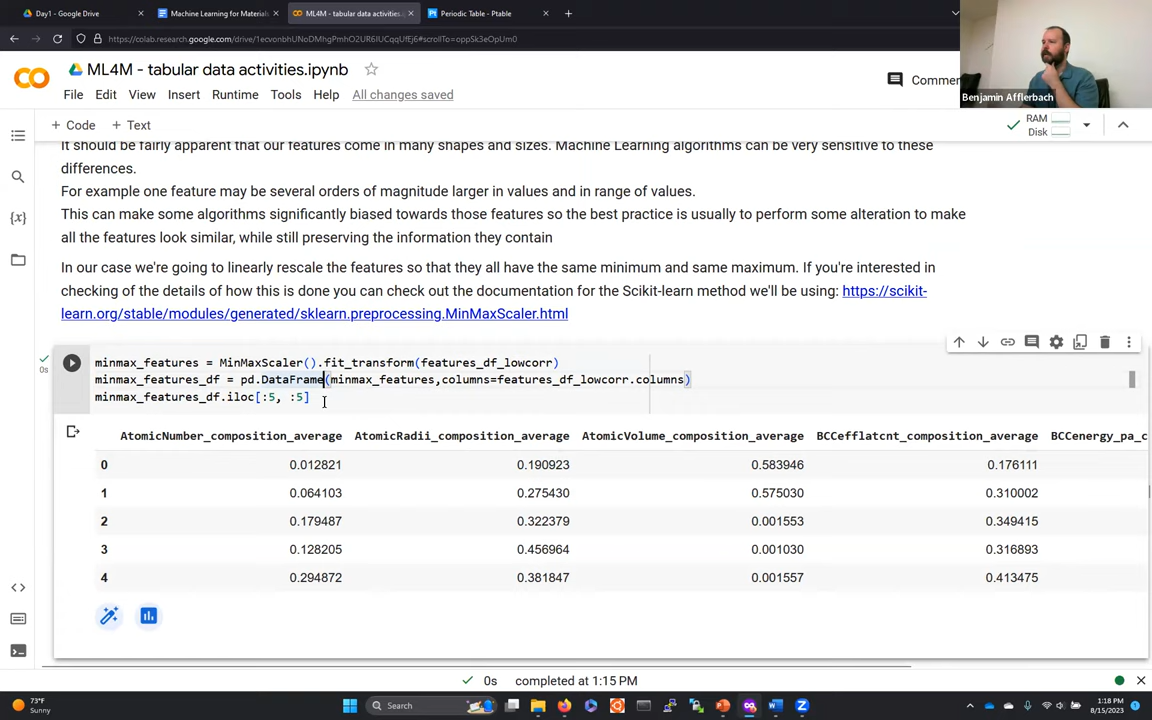 Day1 - Google Drive
Machine Learning for Materials
ML4M - tabular data activities.
Periodic Table - Ptable
ML4M - tabular data activities.ipynb
File Edit View Insert Runtime Tools Help All changes saved
Comme
Benjamin Afflerbach
+ Code + Text
RAM
Disk
It should be fairly apparent that our features come in many shapes and sizes. Machine Learning algorithms can be very sensitive to these
differences.
For example one feature may be several orders of magnitude larger in values and in range of values.
This can make some algorithms significantly biased towards those features so the best practice is usually to perform some alteration to make
all the features look similar, while still preserving the information they contain
In our case we're going to linearly rescale the features so that they all have the same minimum and same maximum. If you're interested in
checking of the details of how this is done you can check out the documentation for the Scikit-learn method we'll be using: https://scikit-
learn.org/stable/modules/generated/sklearn.preprocessing.MinMaxScaler.html
0s
minmax_features = MinMaxScaler().fit_transform(features_df_lowcorr)
minmax_features_df = pd.DataFrame(minmax_features,columns=features_df_lowcorr.columns)
minmax_features_df.iloc[:5, :5]
AtomicNumber_composition_average AtomicRadii_composition_average AtomicVolume_composition_average BCCefflatcnt_composition_average BCCenergy_pa_c
0 0.012821 0.190923 0.583946 0.176111
1 0.064103 0.275430 0.575030 0.310002
2 0.179487 0.322379 0.001553 0.349415
3 0.128205 0.456964 0.001030 0.316893
4 0.294872 0.381847 0.001557 0.413475
0s completed at 1:15 PM
73°F
Sunny
Search
1:18 PM
8/15/2023